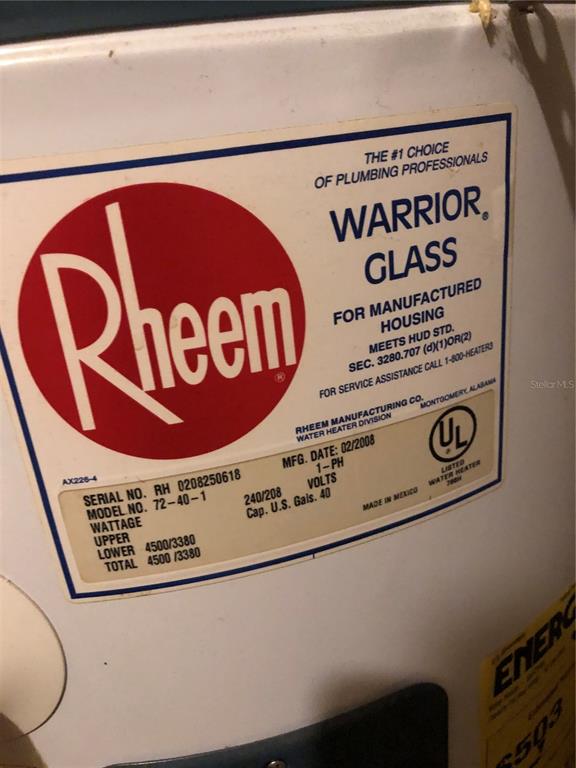 THE #1 CHOICE
OF PLUMBING PROFESSIONALS
Rheem®
WARRIOR®
GLASS
FOR MANUFACTURED
HOUSING
MEETS HUD STD.
SEC. 3280.707 (d)(1)OR(2)
FOR SERVICE ASSISTANCE CALL 1-800-HEATER3
RHEEM MANUFACTURING CO. MONTGOMERY, ALABAMA
WATER HEATER DIVISION
AX226-4
SERIAL NO. RH 0208250618 MFG. DATE: 02/2008
MODEL NO. 72-40-1 1-PH
WATTAGE 240/208 VOLTS
UPPER Cap. U.S. Gals. 40
LOWER 4500/3380
TOTAL 4500/3380
MADE IN MEXICO
UL
LISTED
WATER HEATER
Stellar MLS
ENERG